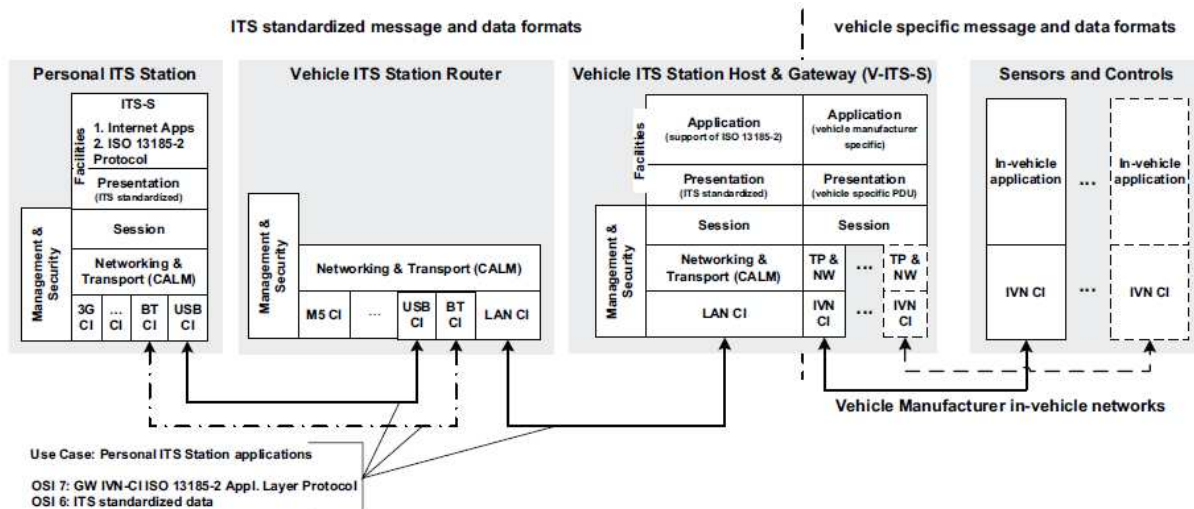 ITS standardized message and data formats
vehicle specific message and data formats
Personal ITS Station
Vehicle ITS Station Router
Vehicle ITS Station Host & Gateway (V-ITS-S)
Sensors and Controls
Facilities
ITS-S
1. Internet Apps
2. ISO 13185-2
Protocol
Presentation
(ITS standardized)
Management &
Security
Session
Networking &
Transport (CALM)
3G
CI
...
CI
BT
CI
USB
CI
Management &
Security
Networking & Transport (CALM)
M5 CI
...
USB
CI
BT
CI
LAN CI
Facilities
Application
(support of ISO 13185-2)
Application
(vehicle manufacturer
specific)
Presentation
(ITS standardized)
Presentation
(vehicle specific PDU)
Management &
Security
Session
Session
Networking &
Transport (CALM)
TP &
NW
...
TP &
NW
LAN CI
IVN
CI
...
IVN
CI
In-vehicle
application
...
In-vehicle
application
IVN CI
...
IVN CI
Vehicle Manufacturer in-vehicle networks
Use Case: Personal ITS Station applications
OSI 7: GW IVN-CI ISO 13185-2 Appl. Layer Protocol
OSI 6: ITS standardized data